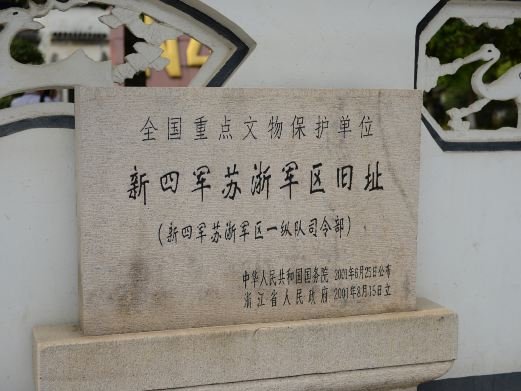 全国重点文物保护单位
新四军苏浙军区旧址
(新四军苏浙军区一纵队司令部)
中华人民共和国国务院 2001年6月25日公布
浙江省人民政府 2001年8月15日立